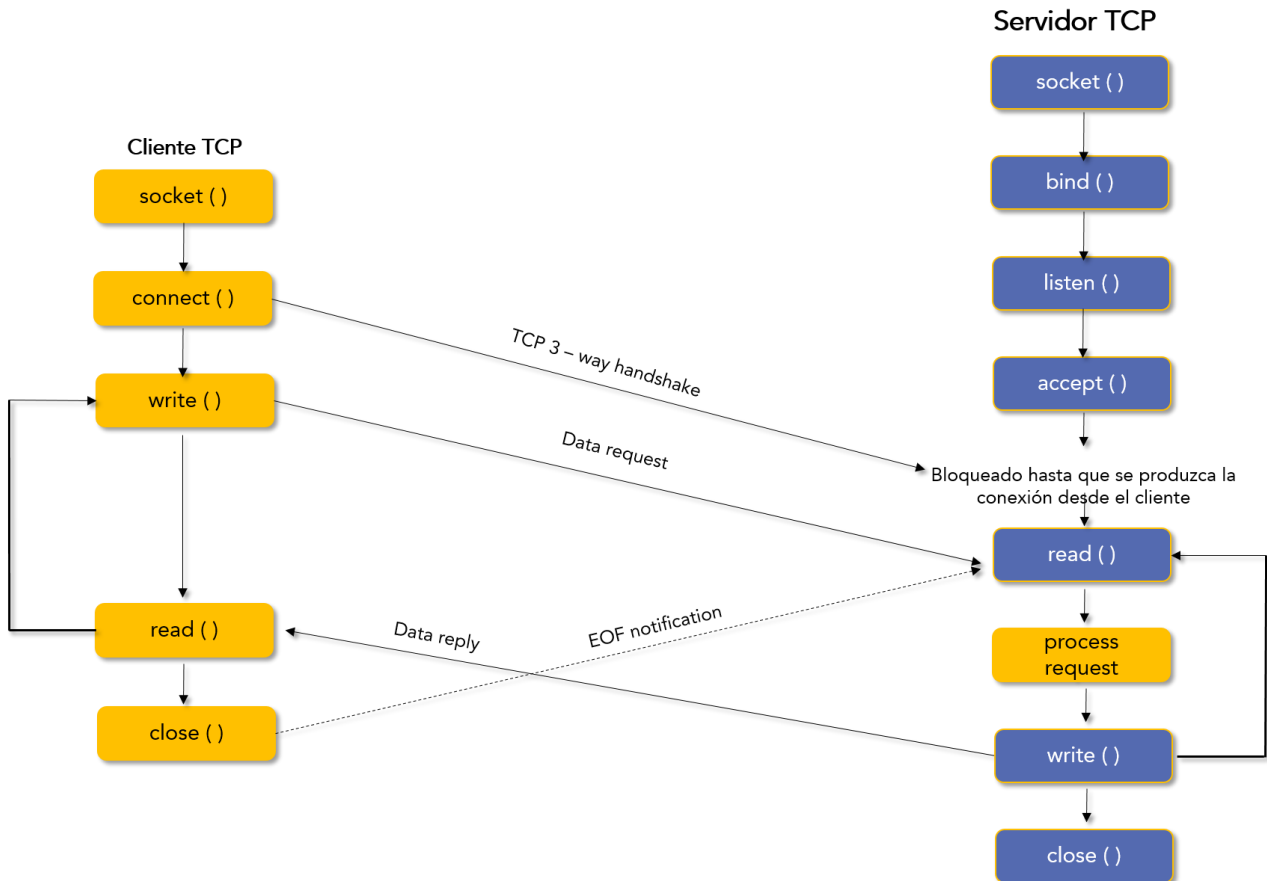 Servidor TCP
socket ( )
bind ( )
listen ( )
accept ( )
Bloqueado hasta que se produzca la
conexión desde el cliente
read ( )
process
request
write ( )
close ( )
Cliente TCP
socket ( )
connect ( )
write ( )
read ( )
close ( )
TCP 3 – way handshake
Data request
Data reply
EOF notification